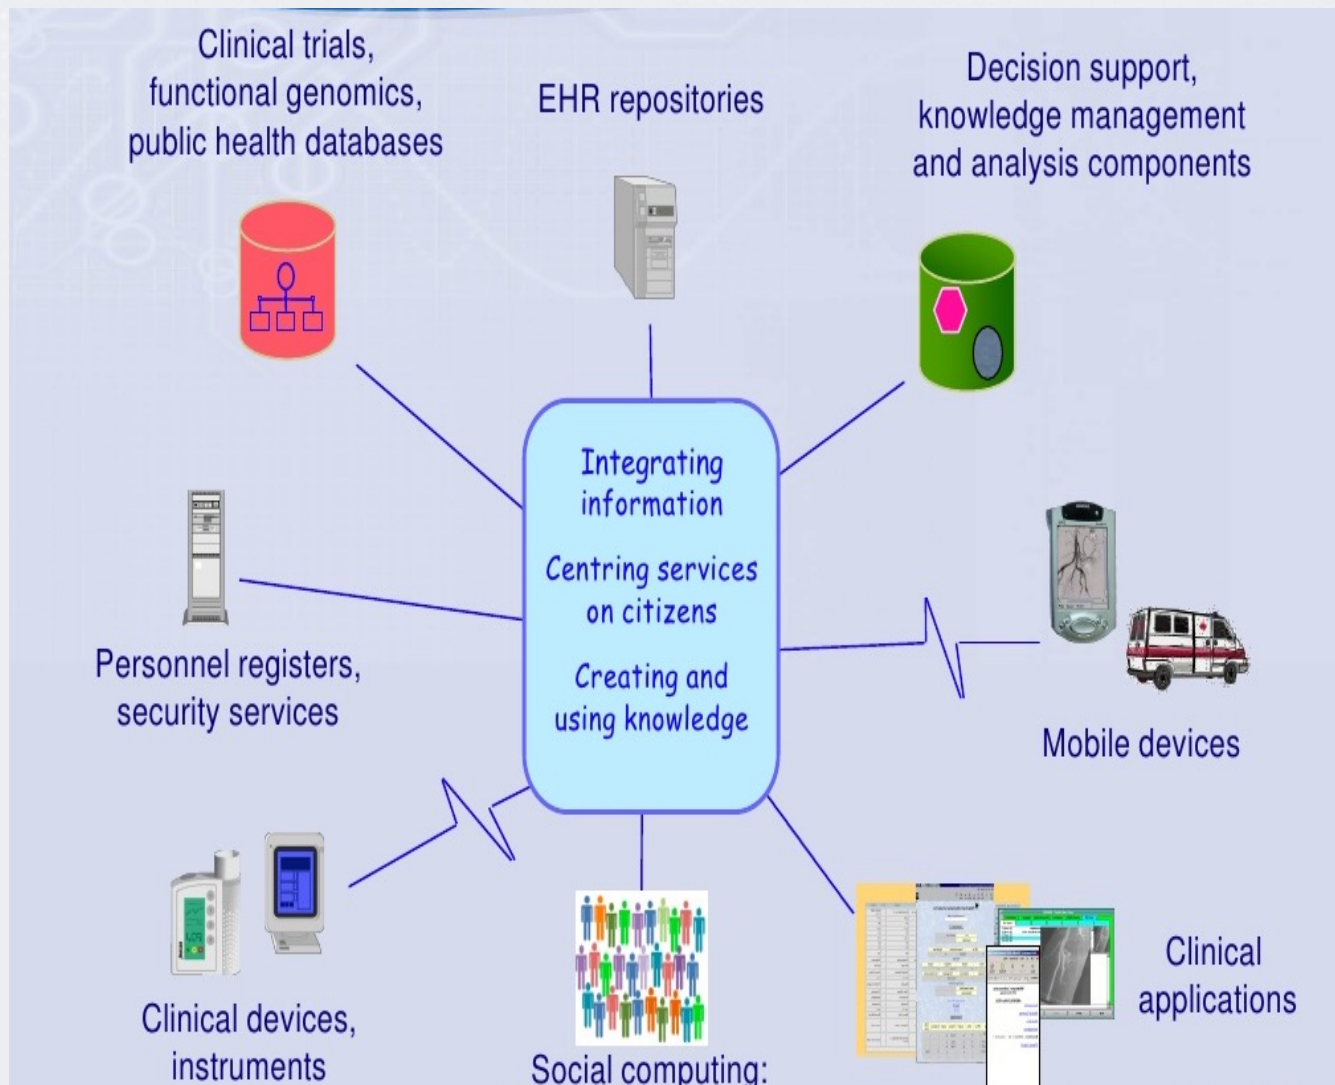 Clinical trials,
functional genomics,
public health databases
EHR repositories
Decision support,
knowledge management
and analysis components
Integrating
information
Centring services
on citizens
Creating and
using knowledge
Personnel registers,
security services
Mobile devices
Clinical devices,
instruments
Social computing:
Clinical
applications